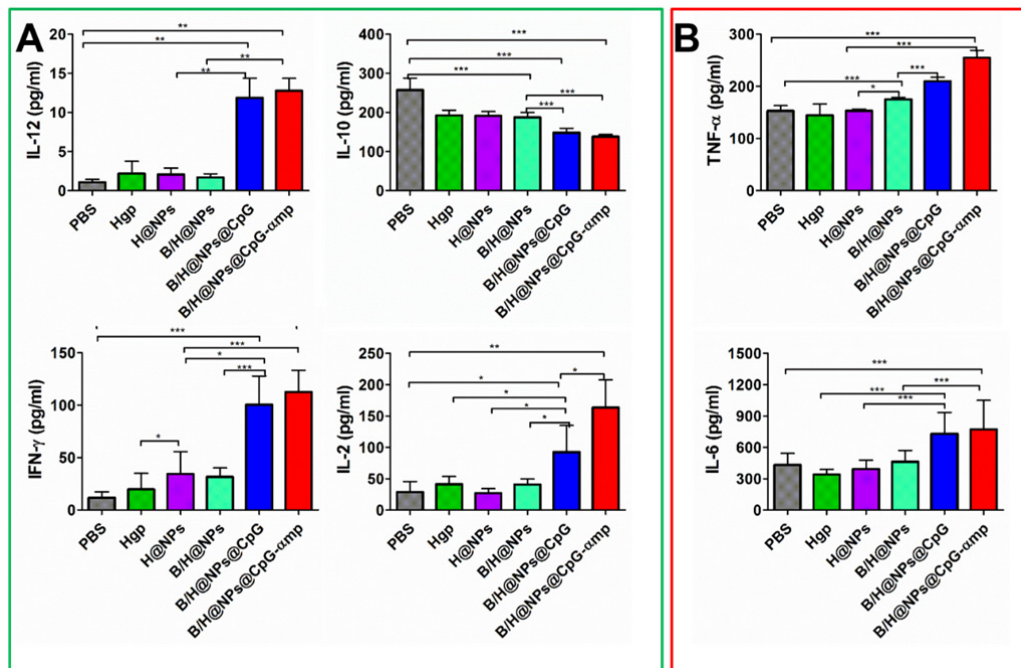 A
IL-12 (pg/ml)
15
10
5
0
**
**
**
**
PBS
Hgp
H@NPs
B/H@NPs
B/H@NPs@CpG
B/H@NPs@CpG-αmp
IL-10 (pg/ml)
400
300
200
100
0
***
***
***
***
***
PBS
Hgp
H@NPs
B/H@NPs
B/H@NPs@CpG
B/H@NPs@CpG-αmp
IFN-γ (pg/ml)
150
100
50
0
***
***
*
***
*
PBS
Hgp
H@NPs
B/H@NPs
B/H@NPs@CpG
B/H@NPs@CpG-αmp
IL-2 (pg/ml)
250
200
150
100
50
0
**
*
*
*
*
*
PBS
Hgp
H@NPs
B/H@NPs
B/H@NPs@CpG
B/H@NPs@CpG-αmp
B
TNF-α (pg/ml)
300
200
100
0
***
***
***
***
*
PBS
Hgp
H@NPs
B/H@NPs
B/H@NPs@CpG
B/H@NPs@CpG-αmp
IL-6 (pg/ml)
1500
1200
900
600
300
0
***
***
***
***
PBS
Hgp
H@NPs
B/H@NPs
B/H@NPs@CpG
B/H@NPs@CpG-αmp